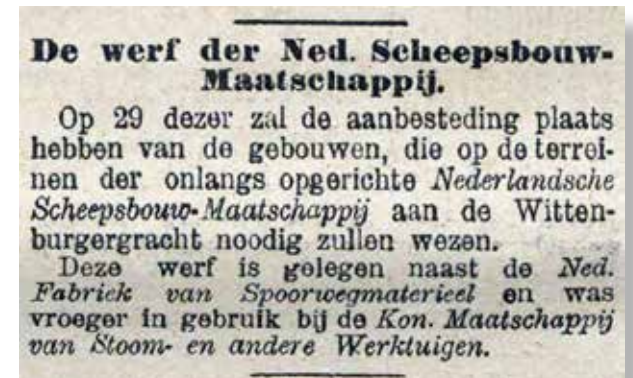 De werf der Ned. Scheepsbouw-
Maatschappij.
Op 29 dezer zal de aanbesteding plaats
hebben van de gebouwen, die op de terrei-
nen der onlangs opgerichte Nederlandsche
Scheepsbouw-Maatschappij aan de Witten-
burgergracht noodig zullen wezen.
Deze werf is gelegen naast de Ned.
Fabriek van Spoorwegmaterieel en was
vroeger in gebruik bij de Kon. Maatschappij
van Stoom- en andere Werktuigen.